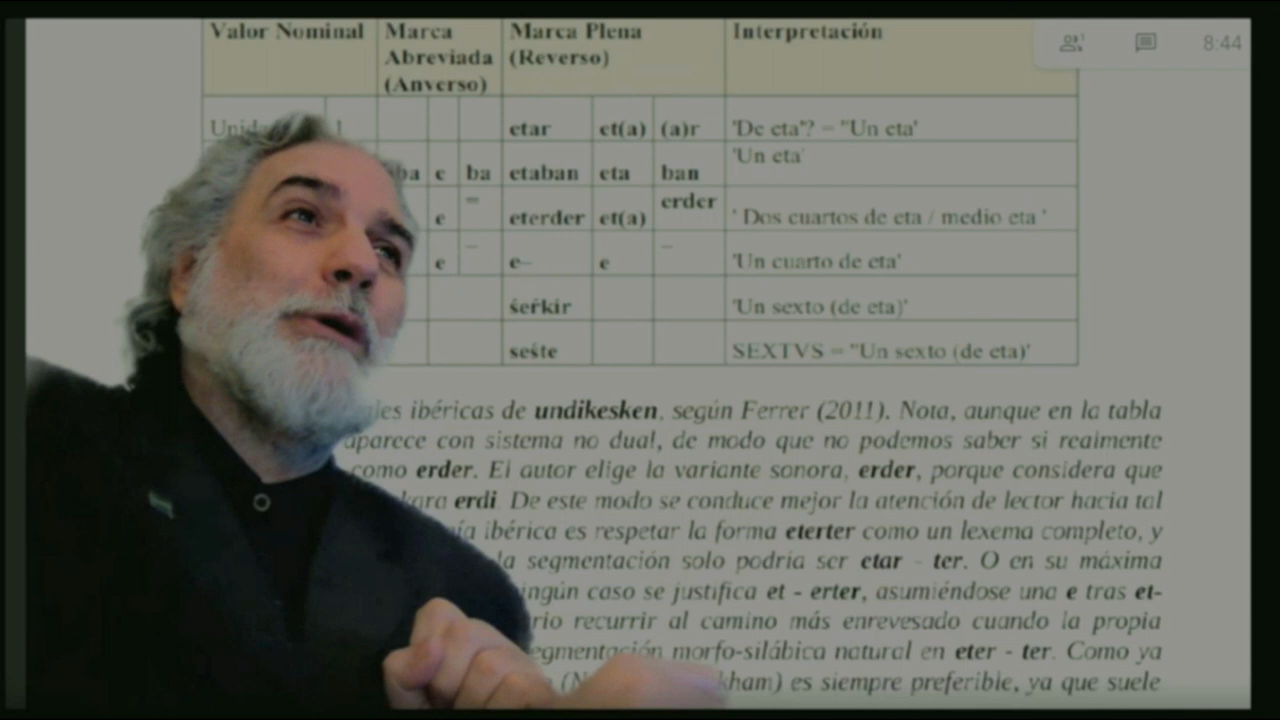 Valor Nominal Marca Abreviada (Anverso) Marca Plena (Reverso) Interpretación
8:44
1 etar et(a) (a)r 'De eta'? = "Un eta'
ba e ba etaban eta ban 'Un eta'
e = eterder et(a) erder ' Dos cuartos de eta / medio eta '
e – e– e – 'Un cuarto de eta'
śeŕkir 'Un sexto (de eta)'
sešte SEXTVS = "Un sexto (de eta)'
ibéricas de undikesken, según Ferrer (2011). Nota, aunque en la tabla
aparece con sistema no dual, de modo que no podemos saber si realmente
como erder. El autor elige la variante sonora, erder, porque considera que
erdi. De este modo se conduce mejor la atención de lector hacia tal
ibérica es respetar la forma eterter como un lexema completo, y
la segmentación solo podría ser etar - ter. O en su máxima
caso se justifica et - erter, asumiéndose una e tras et-
recurrir al camino más enrevesado cuando la propia
morfo-silábica natural en eter - ter. Como ya
es siempre preferible, ya que suele